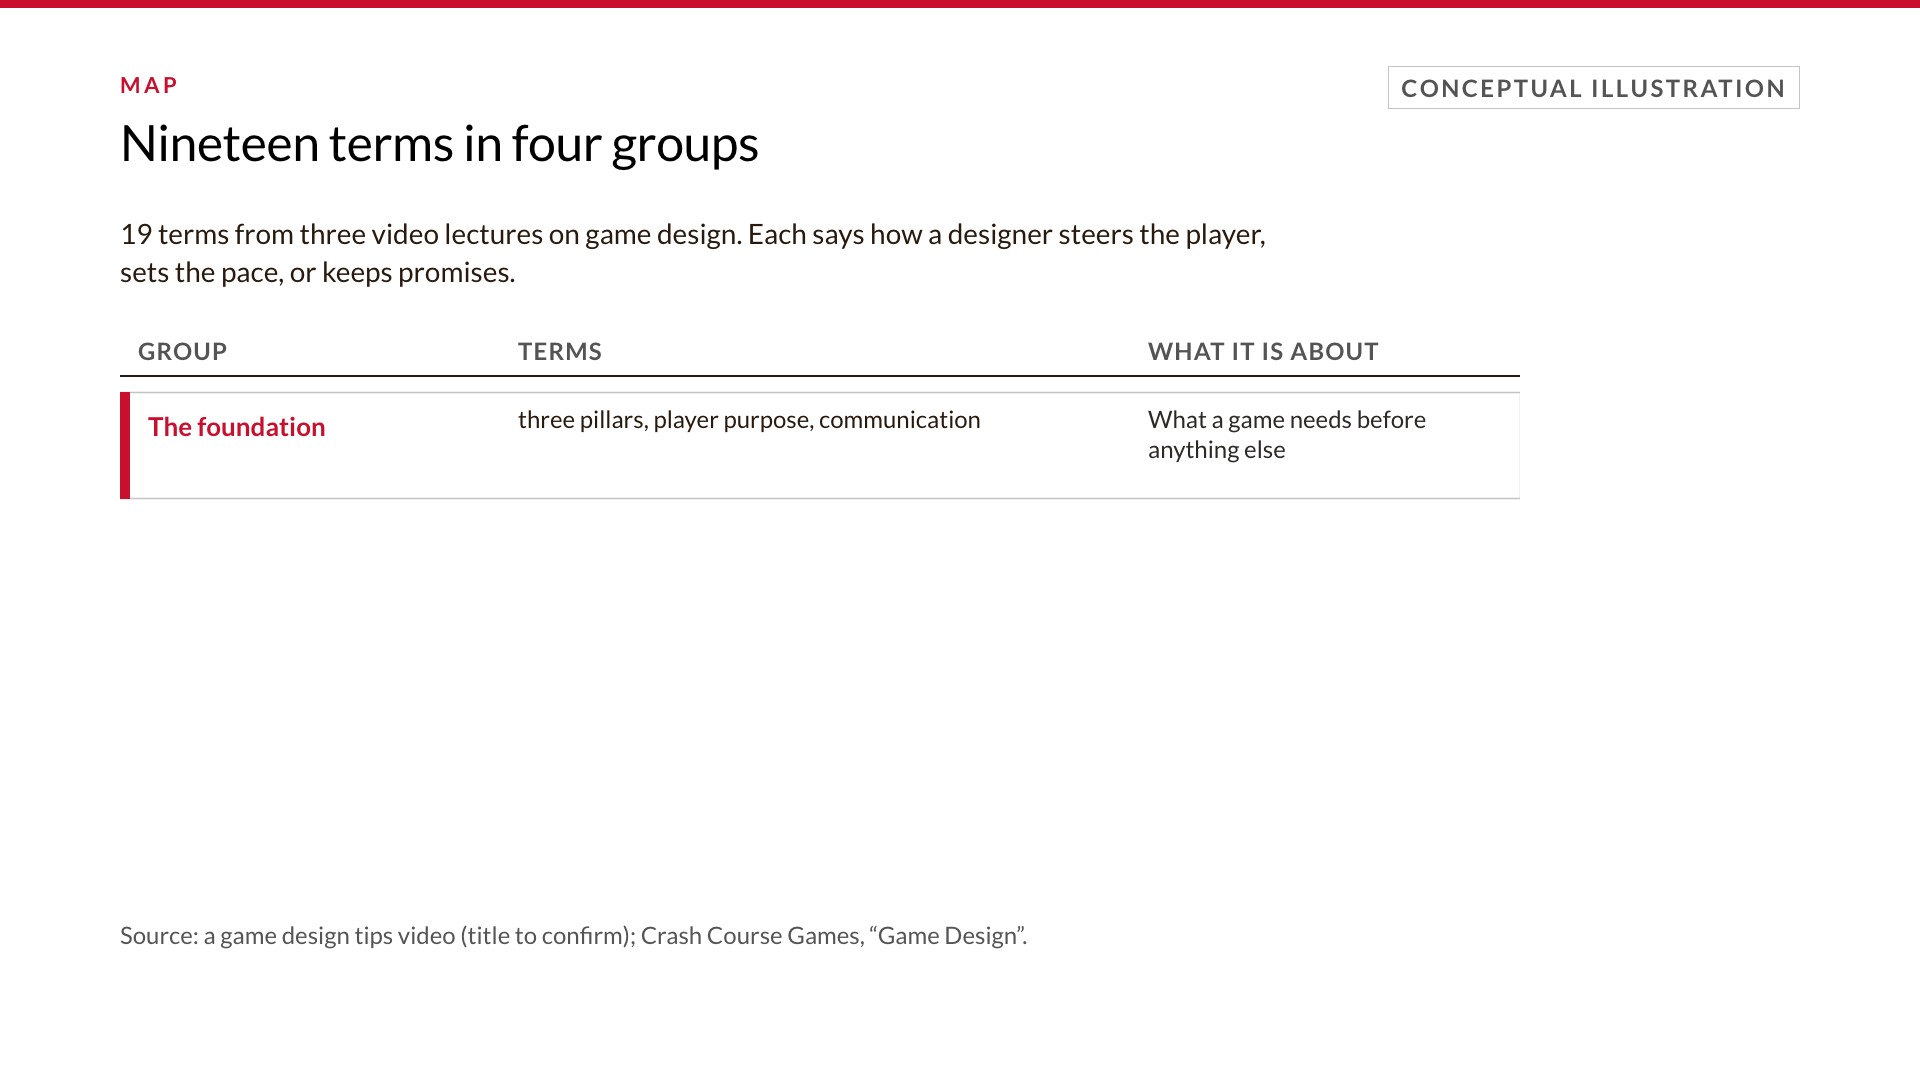 MAP
CONCEPTUAL ILLUSTRATION
Nineteen terms in four groups
19 terms from three video lectures on game design. Each says how a designer steers the player,
sets the pace, or keeps promises.
GROUP TERMS WHAT IT IS ABOUT
The foundation three pillars, player purpose, communication What a game needs before
anything else
Source: a game design tips video (title to confirm); Crash Course Games, “Game Design”.